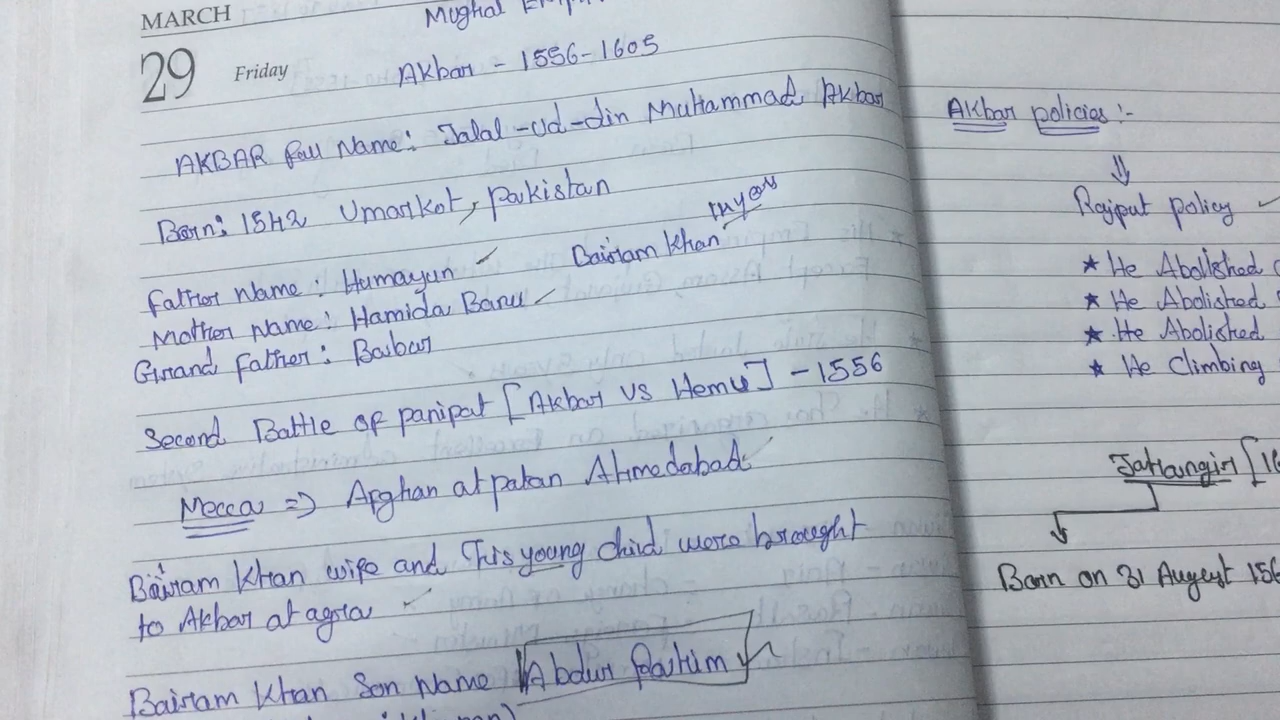 MARCH
29 Friday
Mughal
Akbar - 1556-1605
AKBAR full Name: Jalal-ud-din Muhammad Akbar
Born: 1542 Umarkot, Pakistan
Father Name: Humayun
Bairam Khan
Mother Name: Hamida Banu
Grand Father: Babar
Second Battle of panipat [Akbar VS Hemu] - 1556
Mecca => Afghan at patan Ahmedabad
Bairam Khan wife and His young child were brought
to Akbar at agra
Bairam Khan Son Name Abdur Rahim
Akbar policies:-
Rajput policy
* He Abolished
* He Abolished
* He Abolished
* He Climbing
Jahangir [16
Born on 31 August 156